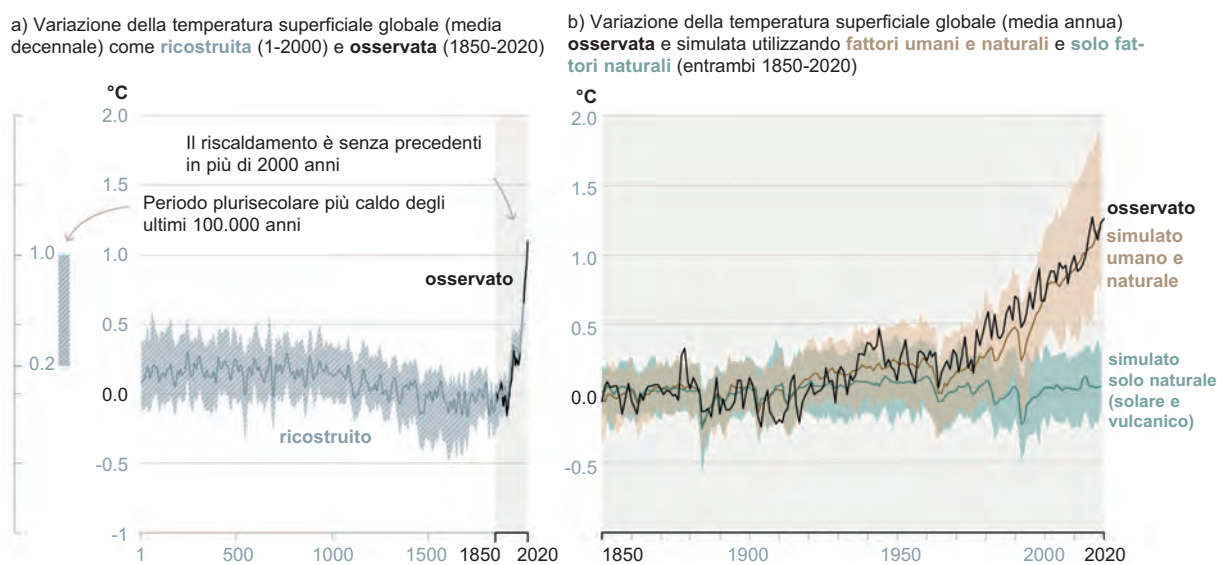 a) Variazione della temperatura superficiale globale (media
decennale) come ricostruita (1-2000) e osservata (1850-2020)
°C
2.0
1.5
1.0
0.5
0.0
-0.5
-1
1.0
0.2
Il riscaldamento è senza precedenti
in più di 2000 anni
Periodo plurisecolare più caldo degli
ultimi 100.000 anni
osservato
ricostruito
1 500 1000 1500 1850 2020
b) Variazione della temperatura superficiale globale (media annua)
osservata e simulata utilizzando fattori umani e naturali e solo fat-
tori naturali (entrambi 1850-2020)
°C
2.0
1.5
1.0
0.5
0.0
-0.5
osservato
simulato
umano e
naturale
simulato
solo naturale
(solare e
vulcanico)
1850 1900 1950 2000 2020